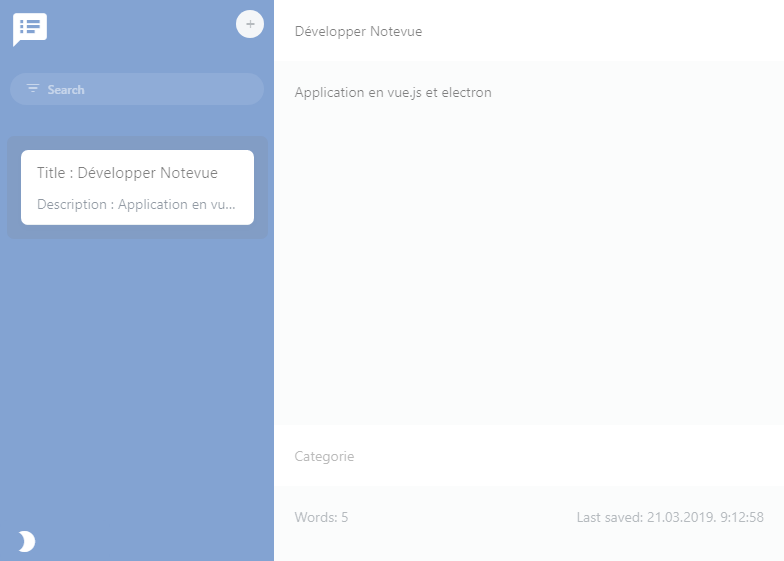 +
Search
Title : Développer Notevue
Description : Application en vu...
Développer Notevue
Application en vue.js et electron
Categorie
Words: 5
Last saved: 21.03.2019. 9:12:58